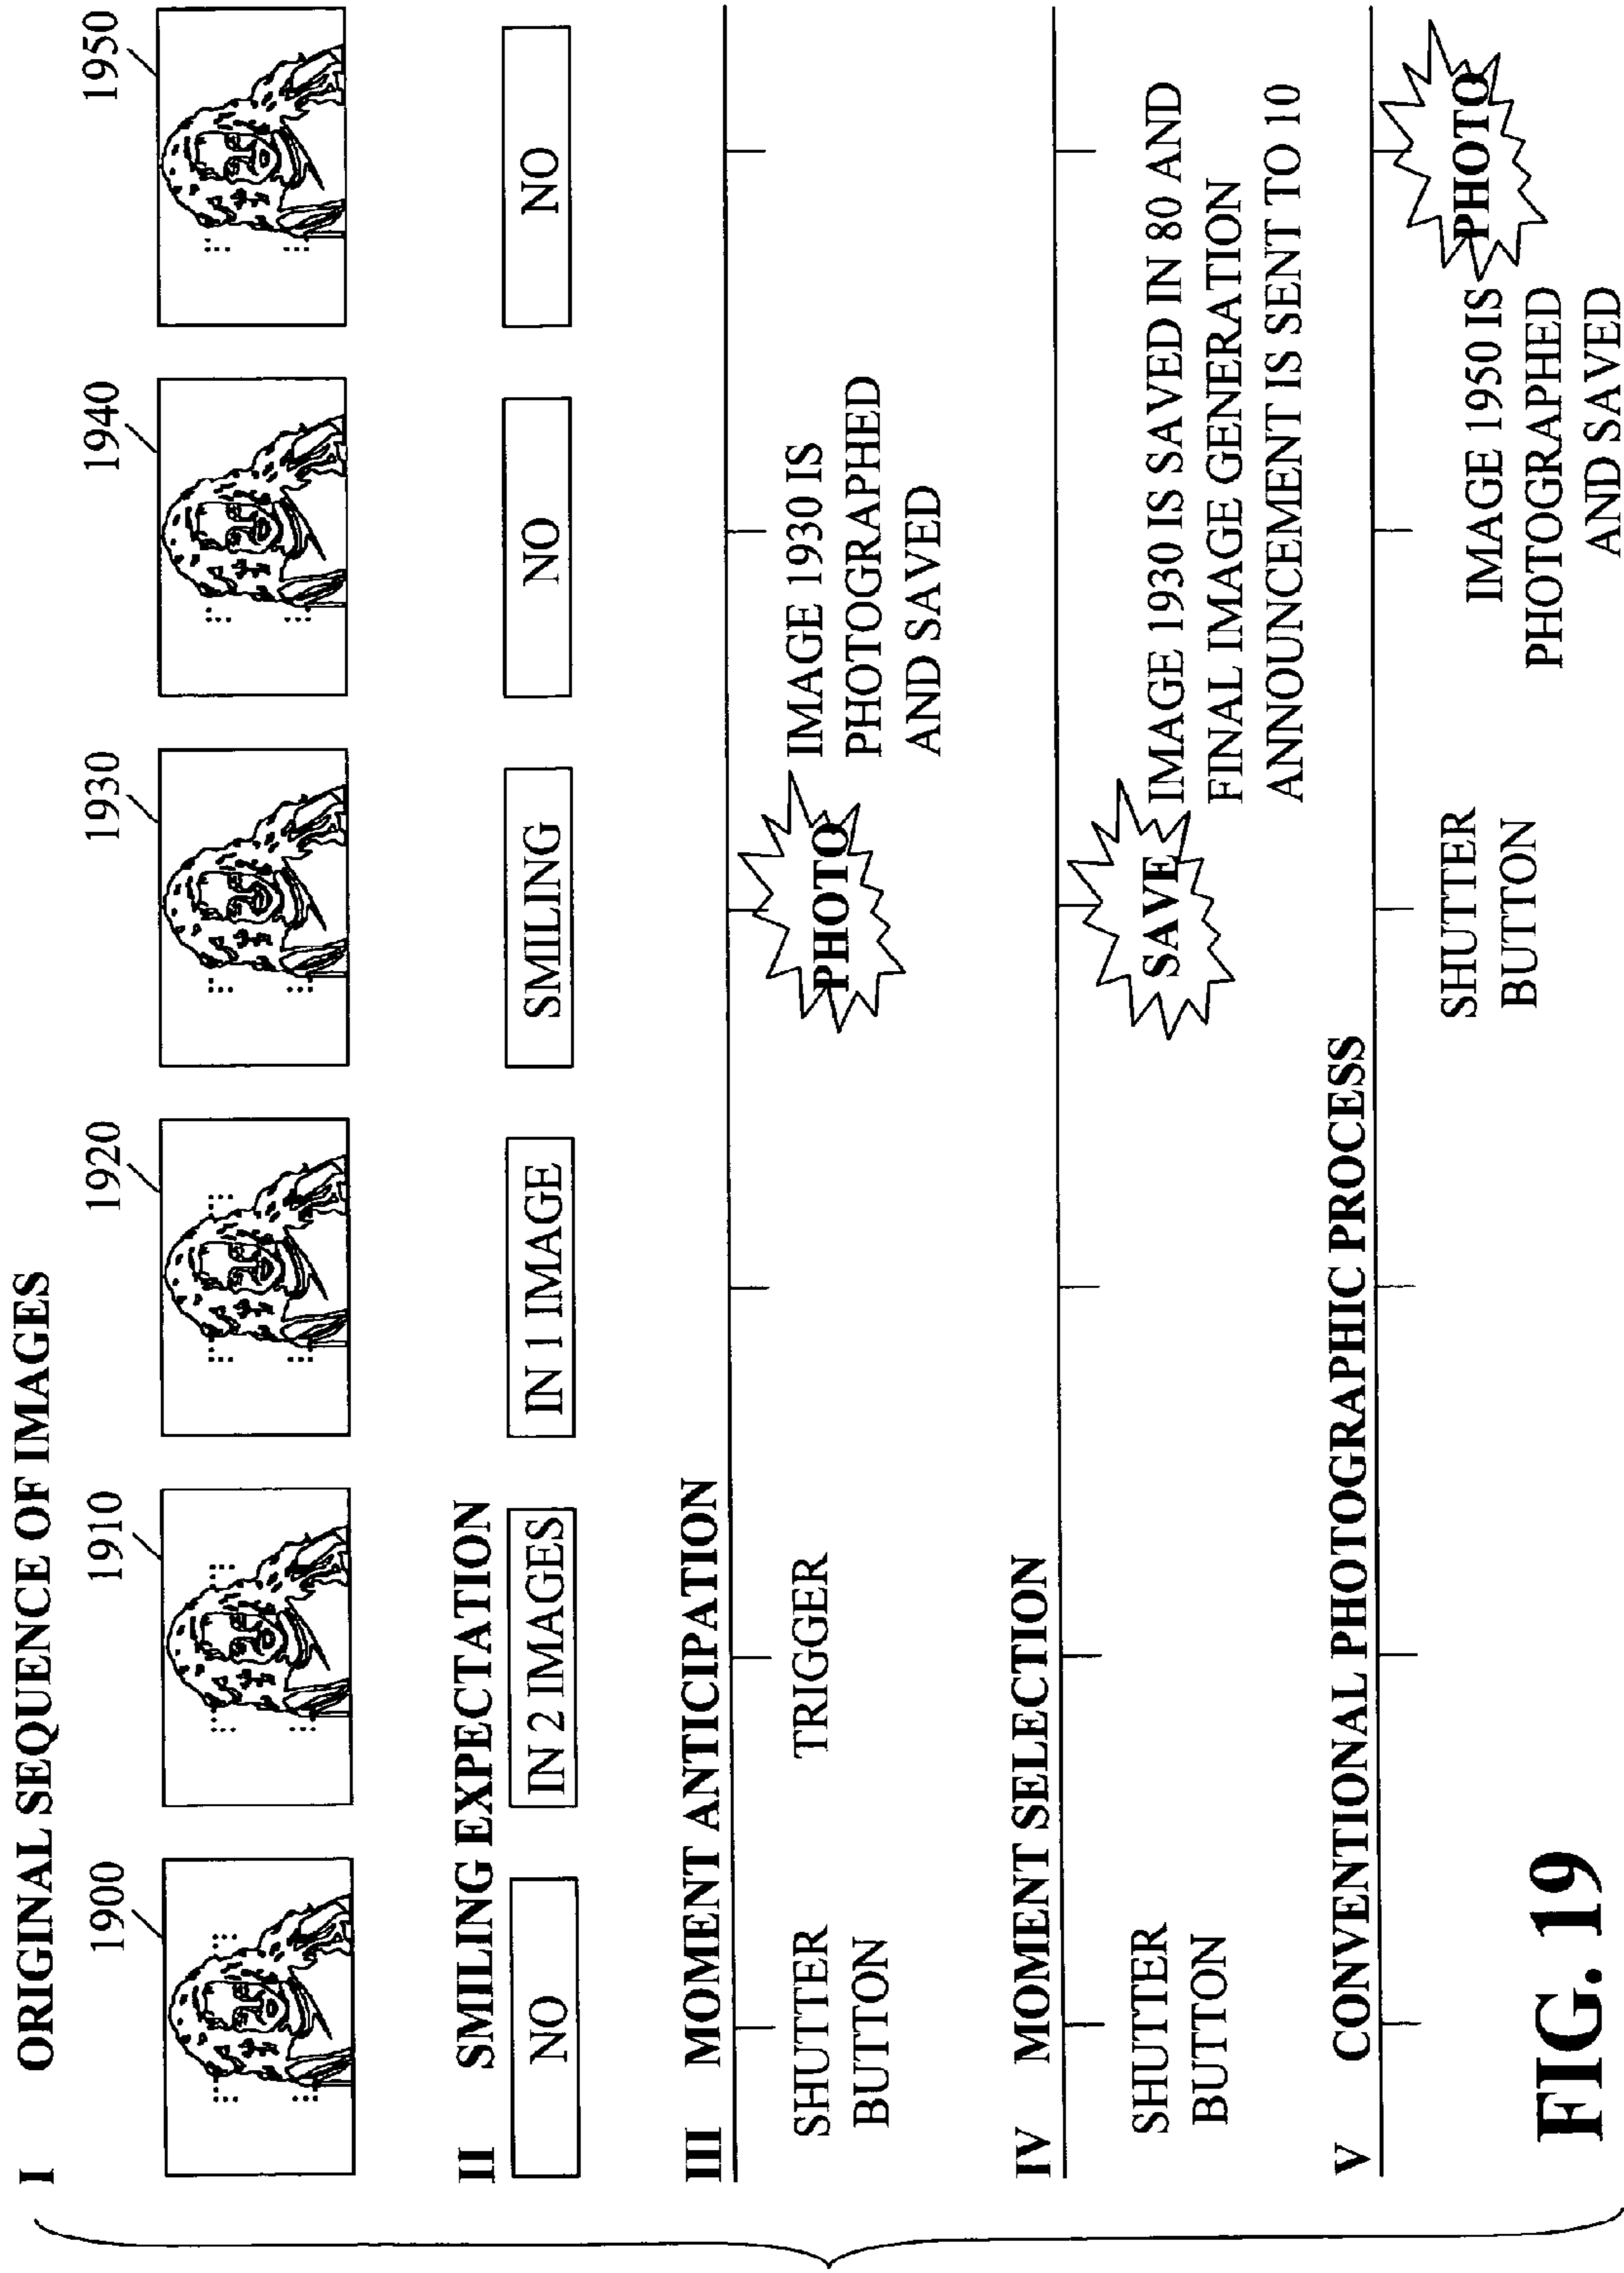 I ORIGINAL SEQUENCE OF IMAGES
1900 1910 1920 1930 1940 1950
II SMILING EXPECTATION
NO IN 2 IMAGES IN 1 IMAGE SMILING NO NO
III MOMENT ANTICIPATION
SHUTTER
BUTTON
TRIGGER
PHOTO
IMAGE 1930 IS
PHOTOGRAPHED
AND SAVED
IV MOMENT SELECTION
SHUTTER
BUTTON
SAVE
IMAGE 1930 IS SAVED IN 80 AND
FINAL IMAGE GENERATION
ANNOUNCEMENT IS SENT TO 10
V CONVENTIONAL PHOTOGRAPHIC PROCESS
SHUTTER
BUTTON
IMAGE 1950 IS
PHOTOGRAPHED
AND SAVED
PHOTO
FIG. 19